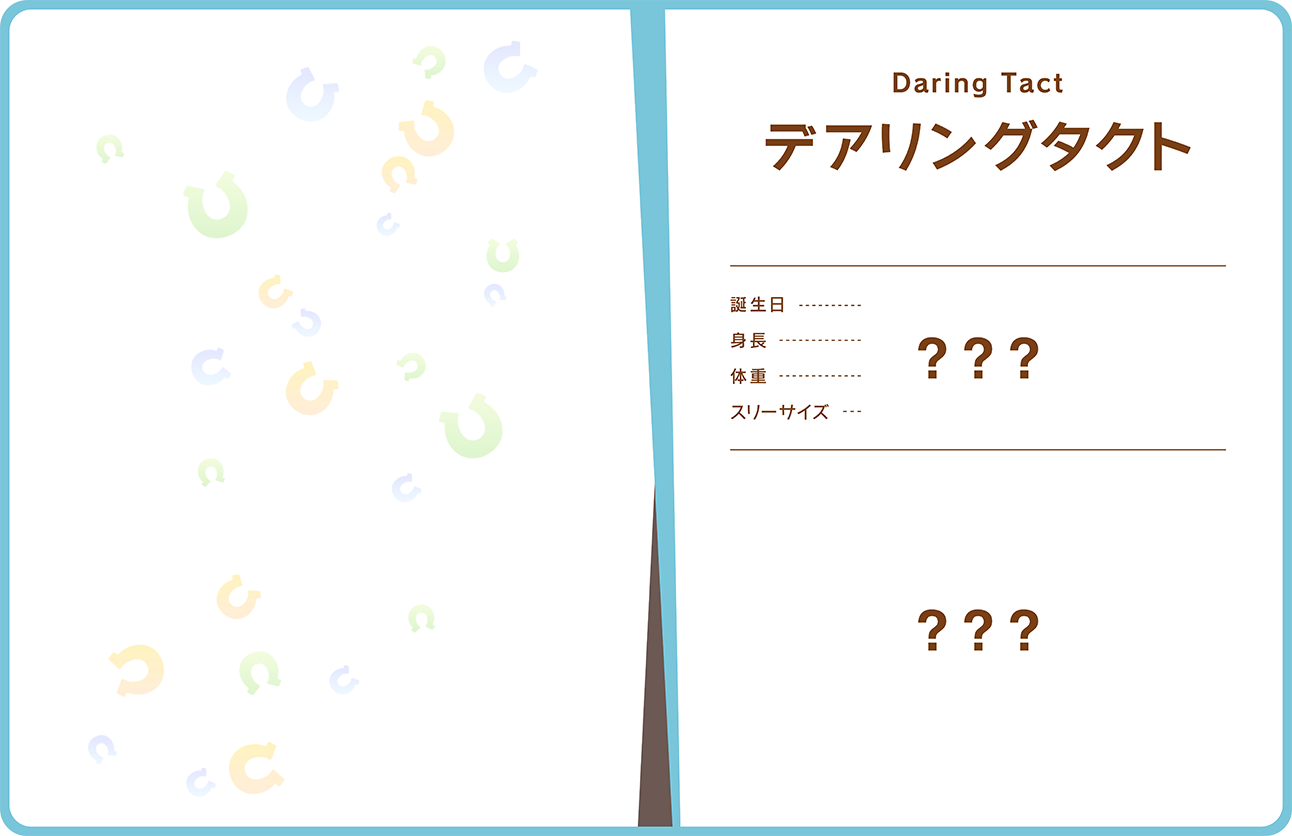 Daring Tact
デアリングタクト
誕生日 ----------
身長 -------------
体重 -------------
スリーサイズ ---
？？？
？？？